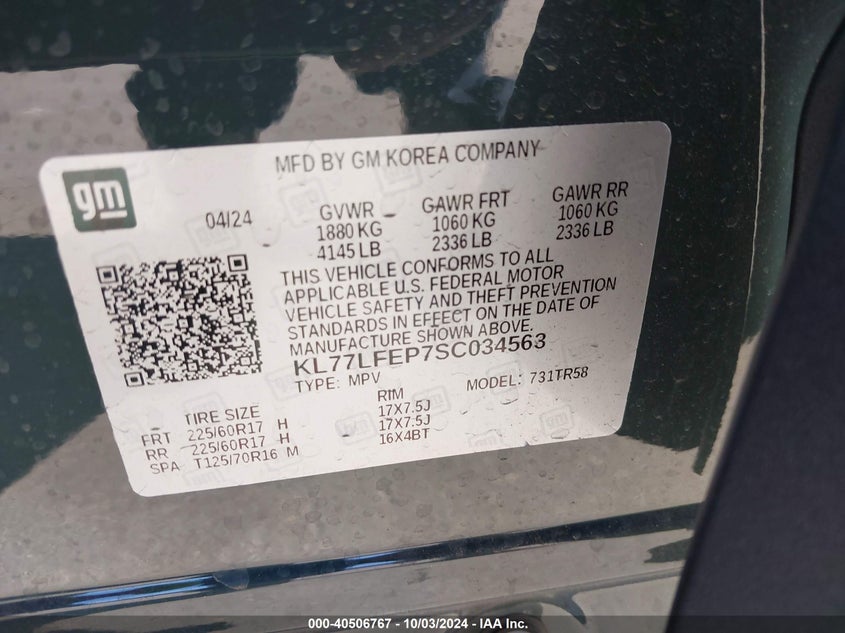 MFD BY GM KOREA COMPANY
gm
04/24
GVWR
1880 KG
4145 LB
GAWR FRT
1060 KG
2336 LB
GAWR RR
1060 KG
2336 LB
THIS VEHICLE CONFORMS TO ALL
APPLICABLE U.S. FEDERAL MOTOR
VEHICLE SAFETY AND THEFT PREVENTION
STANDARDS IN EFFECT ON THE DATE OF
MANUFACTURE SHOWN ABOVE.
KL77LFEP7SC034563
TYPE: MPV MODEL: 731TR58
TIRE SIZE RIM
FRT 225/60R17 H 17X7.5J
RR 225/60R17 H 17X7.5J
SPA T125/70R16 M 16X4BT
000-40506767 - 10/03/2024 - IAA Inc.